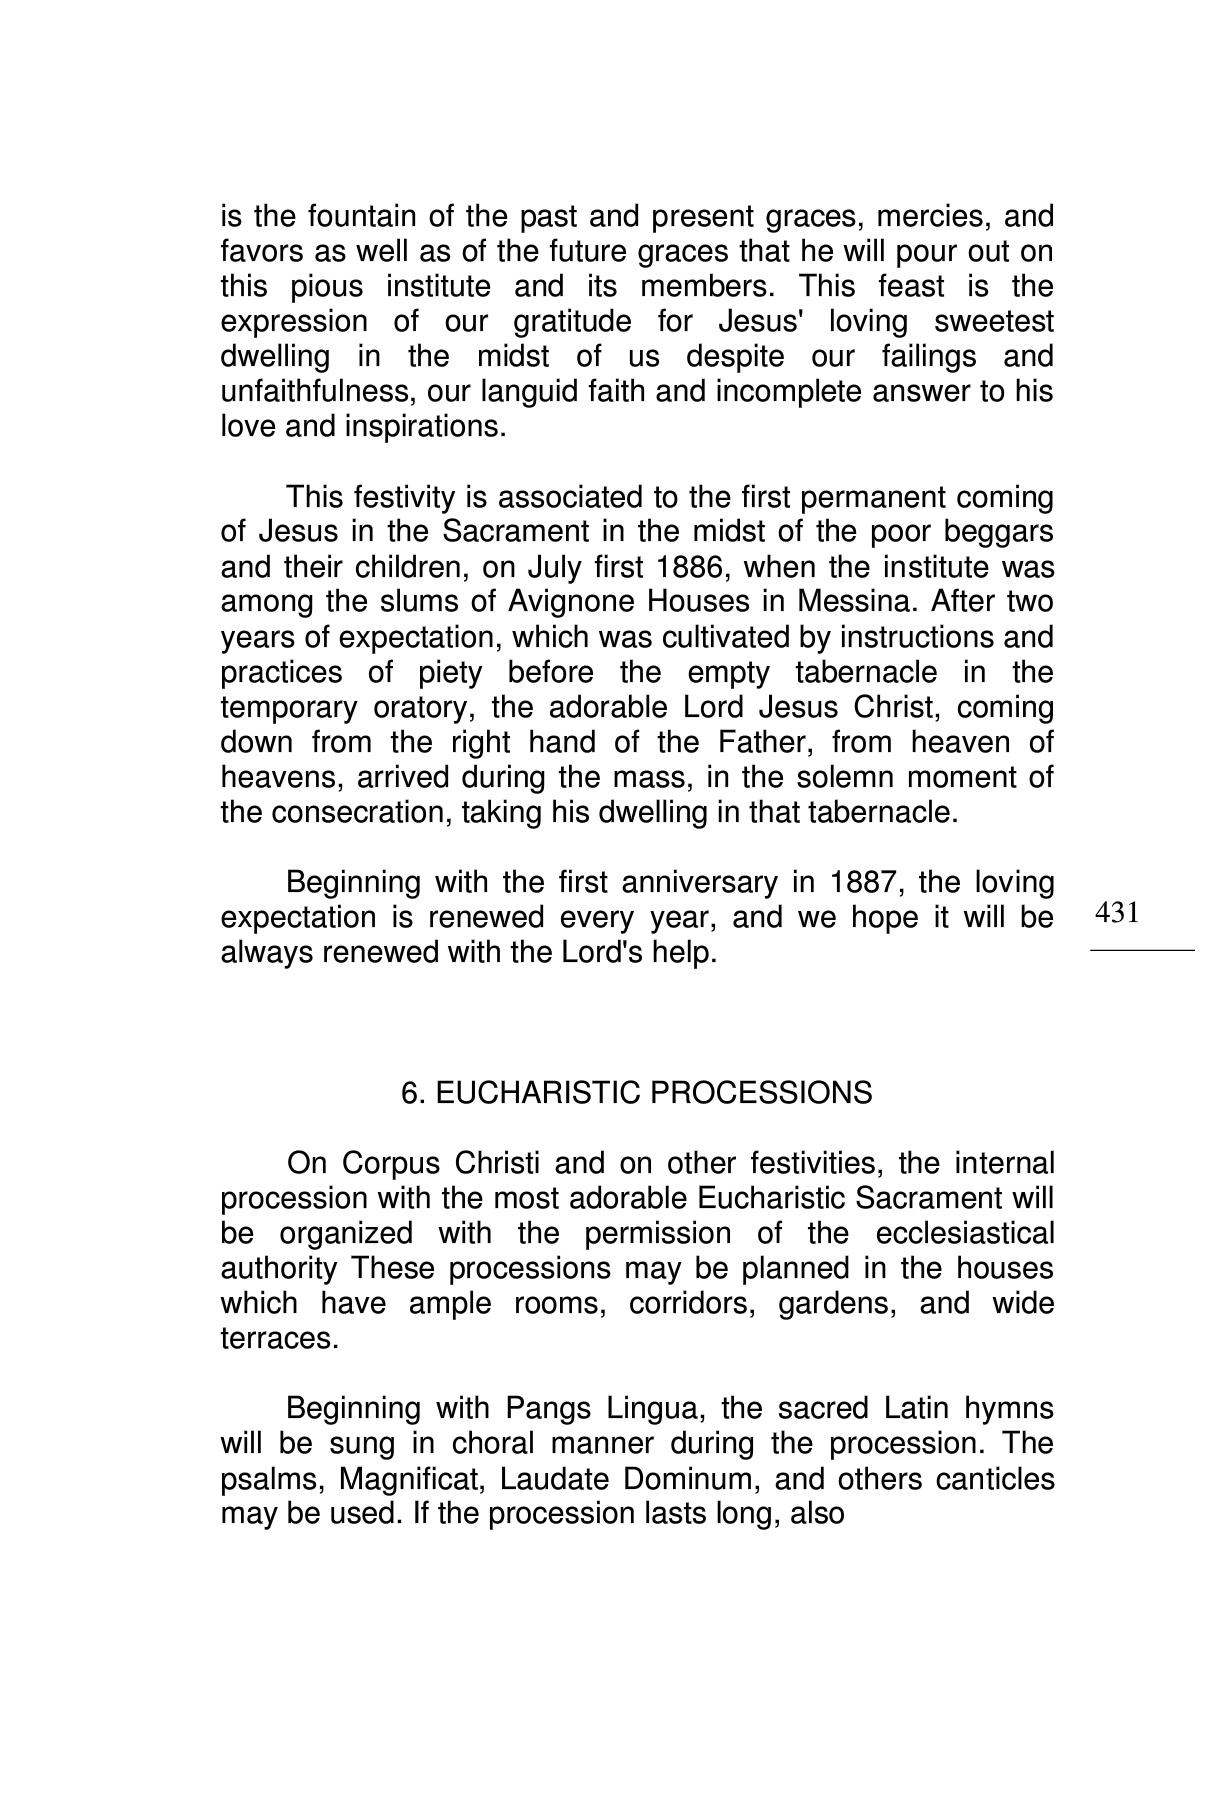 is the fountain of the past and present graces, mercies, and
favors as well as of the future graces that he will pour out on
this pious institute and its members. This feast is the
expression of our gratitude for Jesus' loving sweetest
dwelling in the midst of us despite our failings and
unfaithfulness, our languid faith and incomplete answer to his
love and inspirations.
This festivity is associated to the first permanent coming
of Jesus in the Sacrament in the midst of the poor beggars
and their children, on July first 1886, when the institute was
among the slums of Avignone Houses in Messina. After two
years of expectation, which was cultivated by instructions and
practices of piety before the empty tabernacle in the
temporary oratory, the adorable Lord Jesus Christ, coming
down from the right hand of the Father, from heaven of
heavens, arrived during the mass, in the solemn moment of
the consecration, taking his dwelling in that tabernacle.
Beginning with the first anniversary in 1887, the loving
expectation is renewed every year, and we hope it will be
always renewed with the Lord's help.
431
6. EUCHARISTIC PROCESSIONS
On Corpus Christi and on other festivities, the internal
procession with the most adorable Eucharistic Sacrament will
be organized with the permission of the ecclesiastical
authority These processions may be planned in the houses
which have ample rooms, corridors, gardens, and wide
terraces.
Beginning with Pangs Lingua, the sacred Latin hymns
will be sung in choral manner during the procession. The
psalms, Magnificat, Laudate Dominum, and others canticles
may be used. If the procession lasts long, also